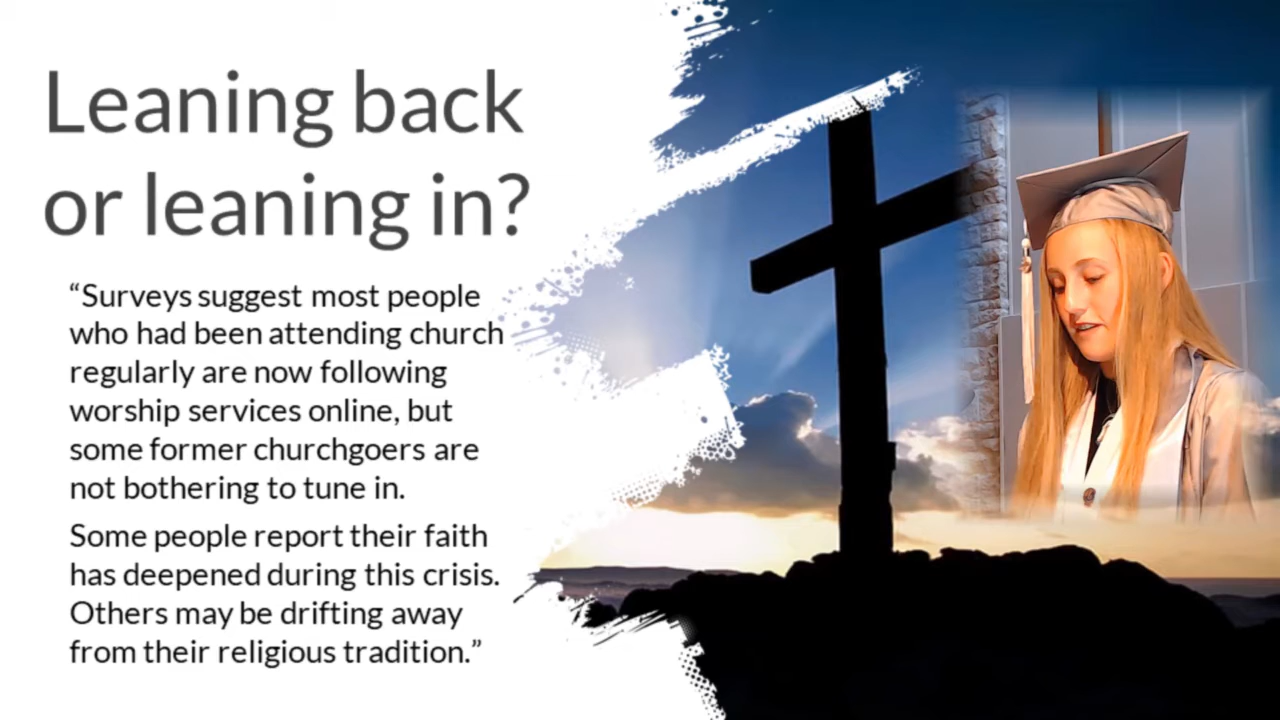 Leaning back
or leaning in?
“Surveys suggest most people
who had been attending church
regularly are now following
worship services online, but
some former churchgoers are
not bothering to tune in.
Some people report their faith
has deepened during this crisis.
Others may be drifting away
from their religious tradition.”